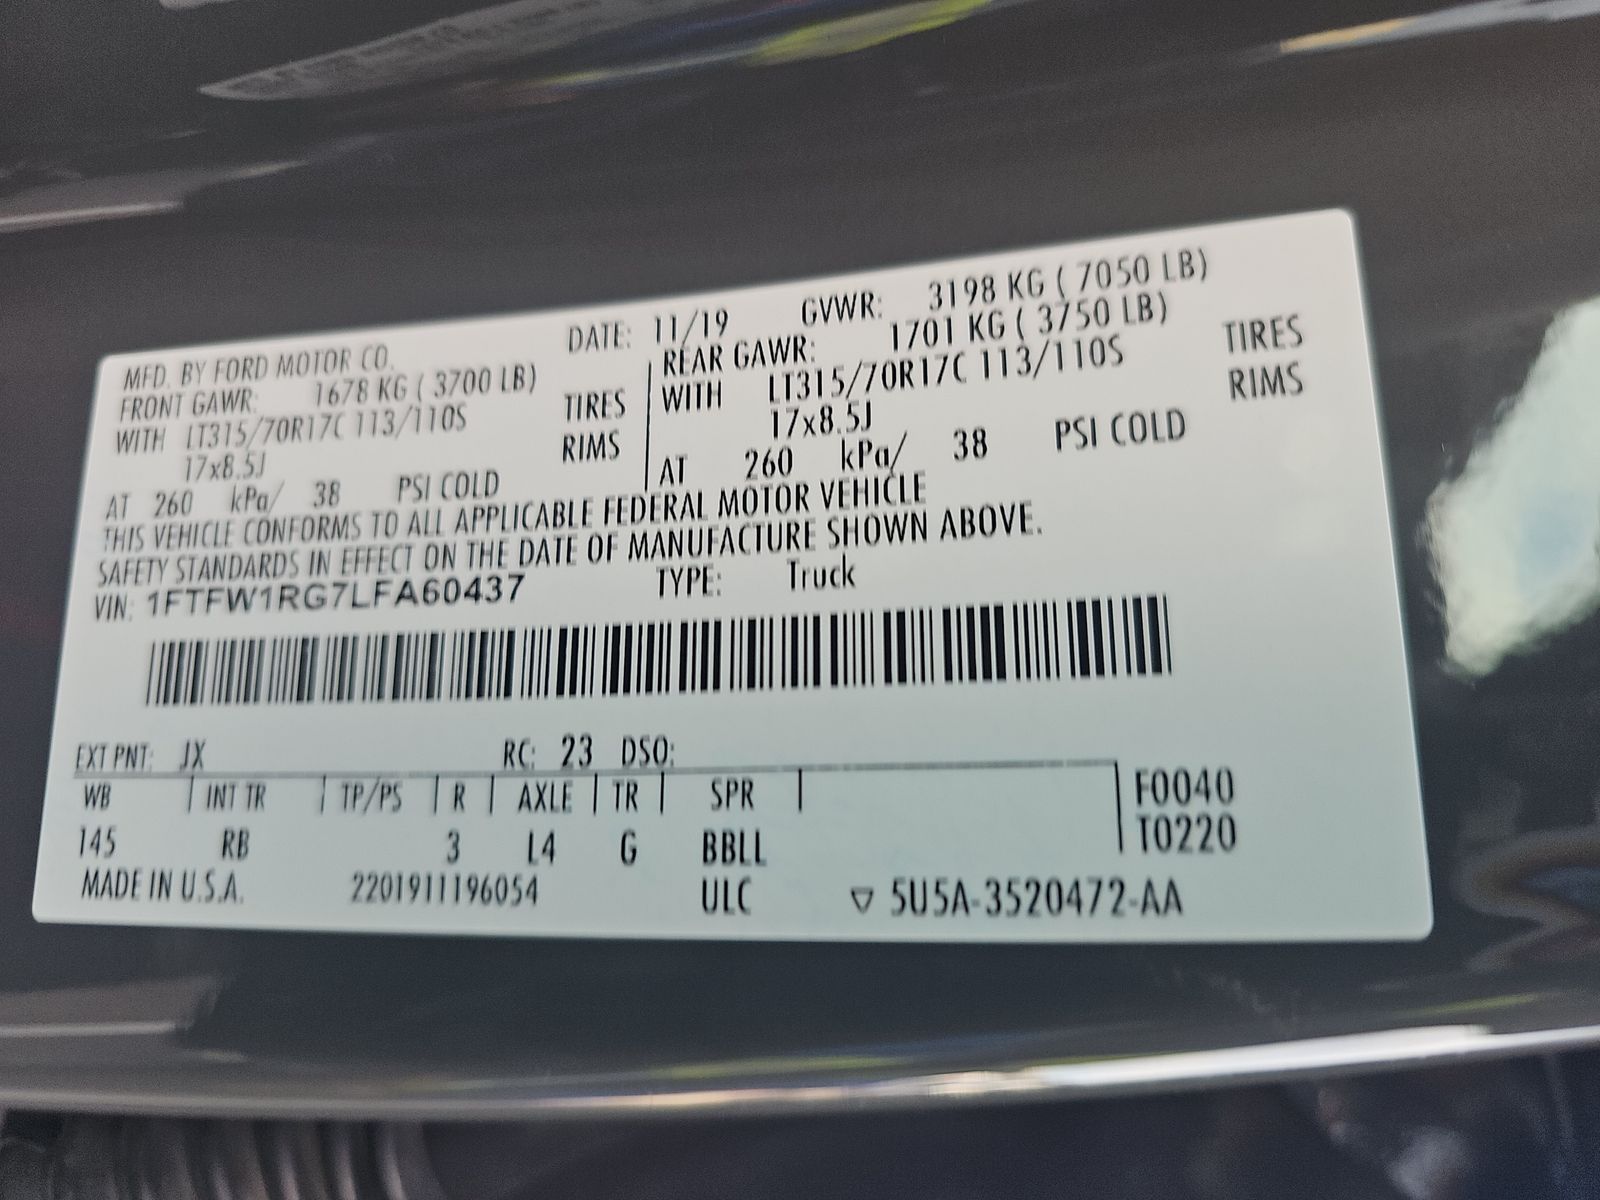 MFD. BY FORD MOTOR CO. DATE: 11/19 GVWR: 3198 KG ( 7050 LB)
FRONT GAWR: 1678 KG ( 3700 LB) REAR GAWR: 1701 KG ( 3750 LB)
WITH LT315/70R17C 113/110S TIRES WITH LT315/70R17C 113/110S TIRES
17x8.5J RIMS 17x8.5J RIMS
AT 260 kPa/ 38 PSI COLD AT 260 kPa/ 38 PSI COLD
THIS VEHICLE CONFORMS TO ALL APPLICABLE FEDERAL MOTOR VEHICLE
SAFETY STANDARDS IN EFFECT ON THE DATE OF MANUFACTURE SHOWN ABOVE.
VIN: 1FTFW1RG7LFA60437 TYPE: Truck
EXT PNT: JX RC: 23 DSO:
WB INT TR TP/PS R AXLE TR SPR F0040
145 RB 3 L4 G BBLL T0220
MADE IN U.S.A. 2201911196054 ULC ▽ 5U5A-3520472-AA